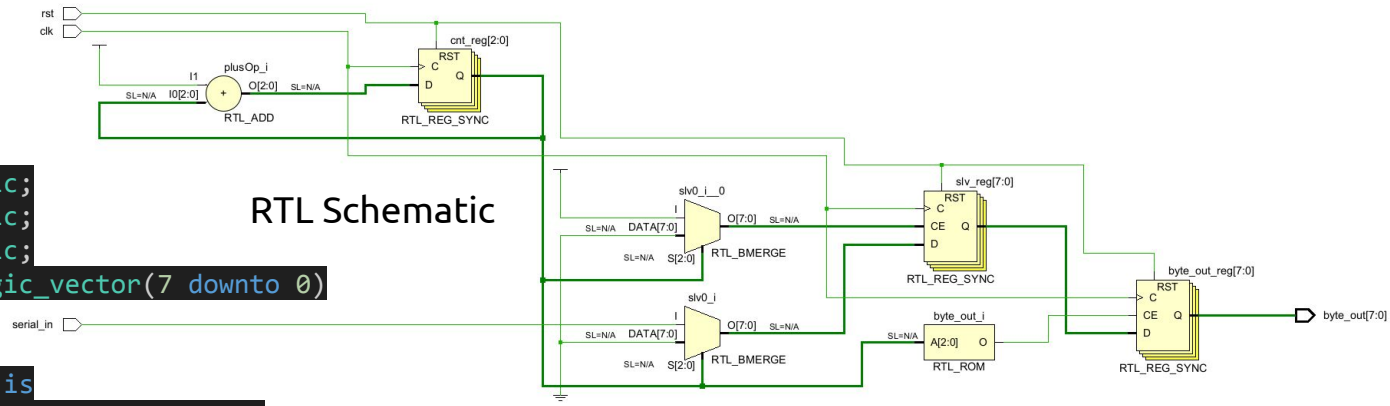 rst
clk
plusOp_i
I1
I0[2:0]
SL=N/A
+
O[2:0]
SL=N/A
RTL_ADD
cnt_reg[2:0]
RST
C
D
Q
RTL_REG_SYNC
c;
c;
c;
gic_vector(7 downto 0)
RTL Schematic
slv0_i__0
I
SL=N/A
DATA[7:0]
O[7:0]
SL=N/A
SL=N/A
S[2:0]
RTL_BMERGE
slv_reg[7:0]
RST
C
CE
D
Q
RTL_REG_SYNC
serial_in
slv0_i
I
SL=N/A
DATA[7:0]
O[7:0]
SL=N/A
SL=N/A
S[2:0]
RTL_BMERGE
byte_out_i
SL=N/A
A[2:0]
O
RTL_ROM
byte_out_reg[7:0]
RST
C
CE
D
Q
RTL_REG_SYNC
byte_out[7:0]
is